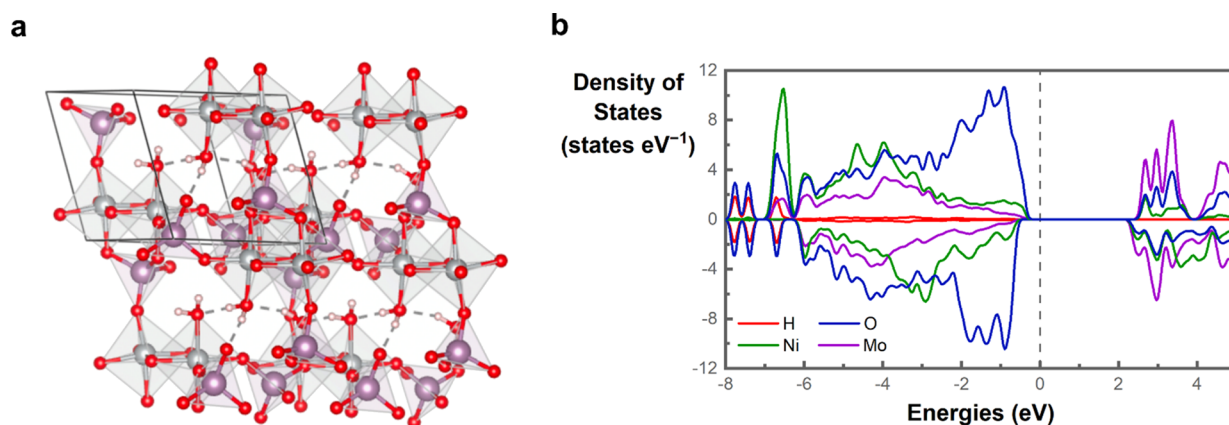 a
b
Density of
States
(states eV⁻¹)
12
8
4
0
-4
-8
-12
H
O
Ni
Mo
-8
-6
-4
-2
0
2
4
Energies (eV)